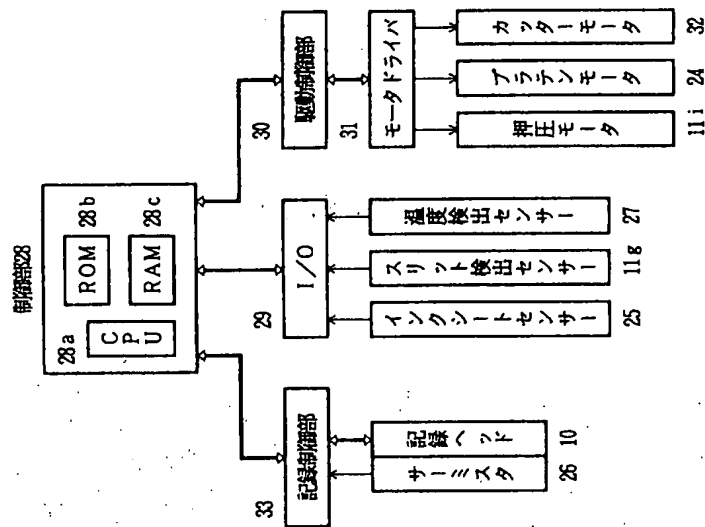 制御部28
28a
CPU
ROM
28b
RAM
28c
33
記録制御部
29
I/O
30
駆動制御部
31
モータドライバ
サーミスタ
記録ヘッド
26
10
インクシートセンサー
スリット検出センサー
温度検出センサー
25
11g
27
押圧モータ
プラテンモータ
カッターモータ
11i
24
32